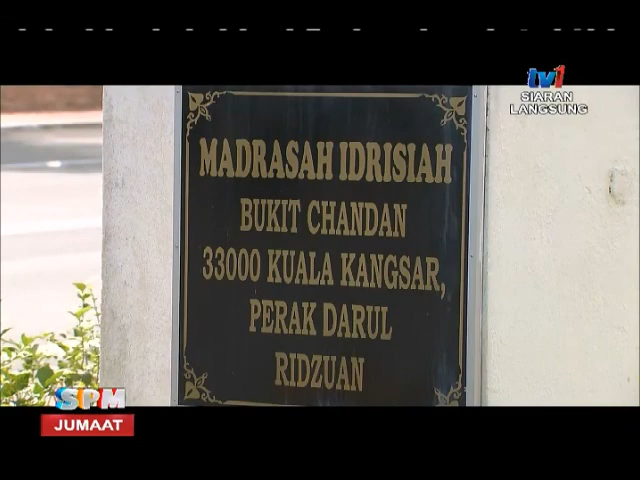 tv1
SIARAN
LANGSUNG
MADRASAH IDRISIAH
BUKIT CHANDAN
33000 KUALA KANGSAR,
PERAK DARUL
RIDZUAN
SPM
JUMAAT